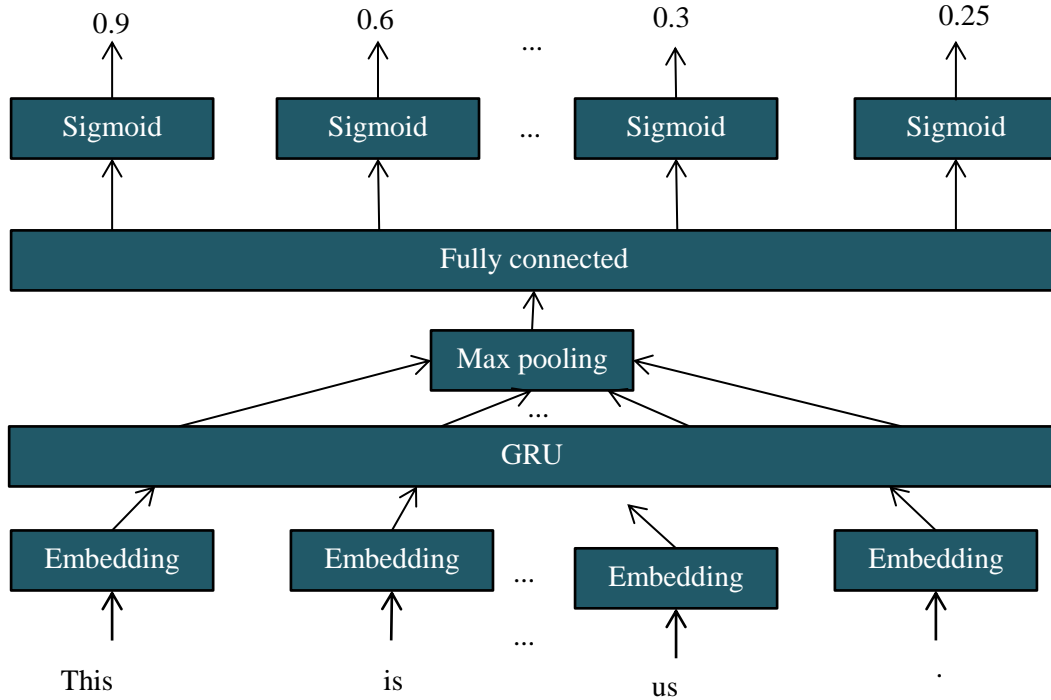 0.9 0.6 ... 0.3 0.25
Sigmoid Sigmoid ... Sigmoid Sigmoid
Fully connected
Max pooling
...
GRU
Embedding Embedding ... Embedding Embedding
...
This is us .